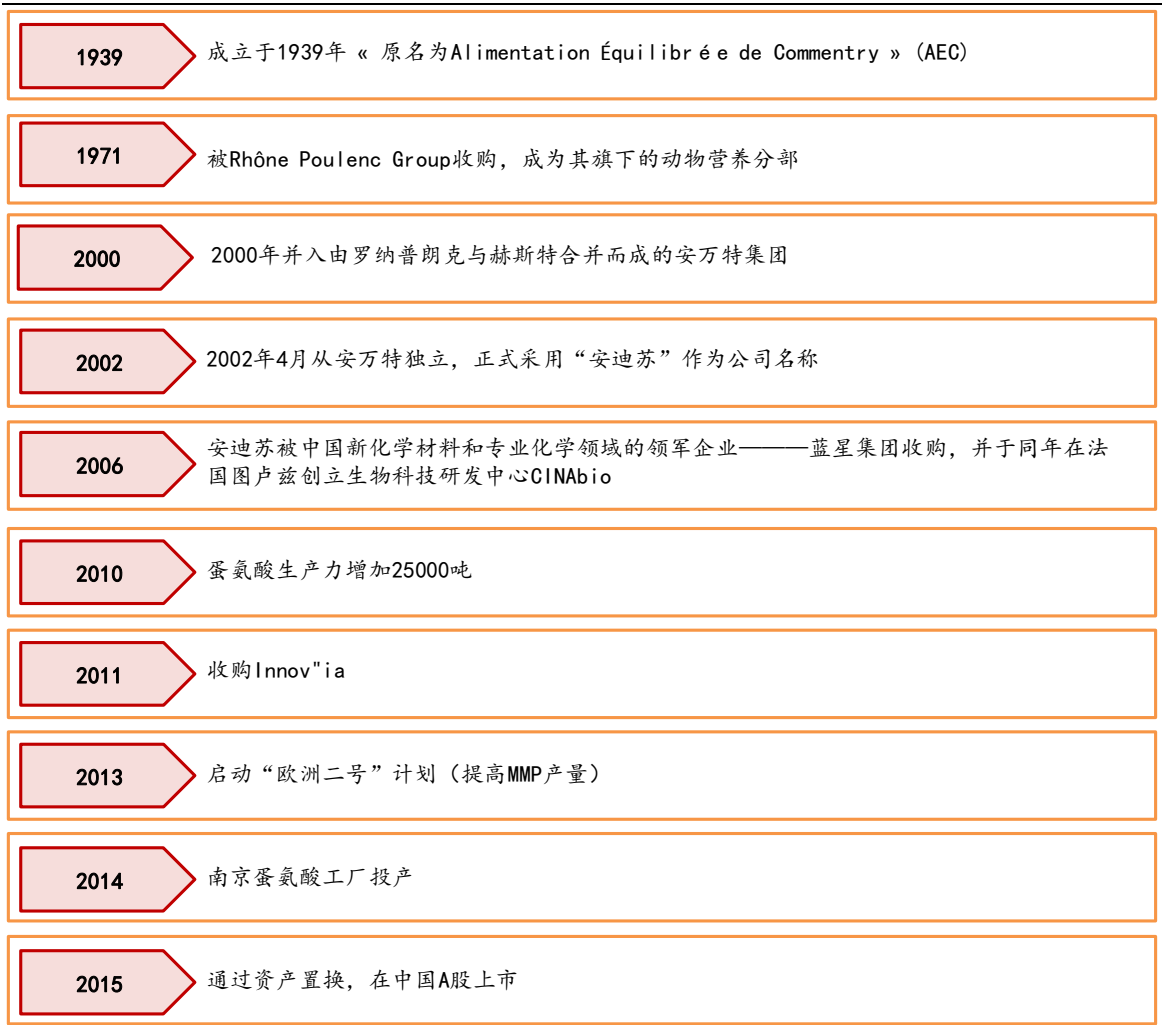 1939
成立于1939年 « 原名为Alimentation Équilibrée de Commentry » (AEC)
1971
被Rhône Poulenc Group收购，成为其旗下的动物营养分部
2000
2000年并入由罗纳普朗克与赫斯特合并而成的安万特集团
2002
2002年4月从安万特独立，正式采用“安迪苏”作为公司名称
2006
安迪苏被中国新化学材料和专业化学领域的领军企业———蓝星集团收购，并于同年在法
国图卢兹创立生物科技研发中心CINAbio
2010
蛋氨酸生产力增加25000吨
2011
收购Innov"ia
2013
启动“欧洲二号”计划（提高MMP产量）
2014
南京蛋氨酸工厂投产
2015
通过资产置换，在中国A股上市